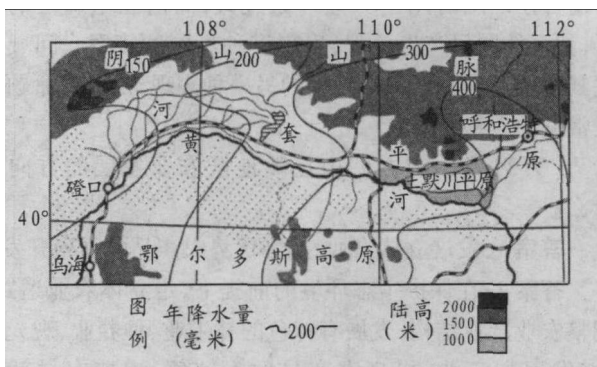 108° 110° 112°
阴 150 山 200 山 300 脉
400
河 套 平 原
呼和浩特
黄 河
土默川平原
磴口
40°
乌海
鄂尔多斯高原
图例
年降水量(毫米) 200
陆高(米)
2000
1500
1000